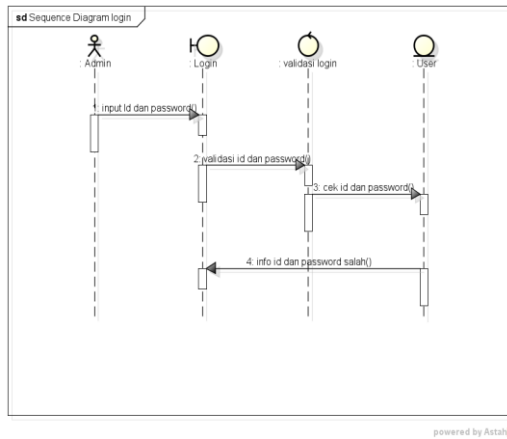 sd Sequence Diagram login
: Admin
: Login
: validasi login
: User
1: input Id dan password()
2: validasi id dan password()
3: cek id dan password()
4: info id dan password salah()
powered by Astah